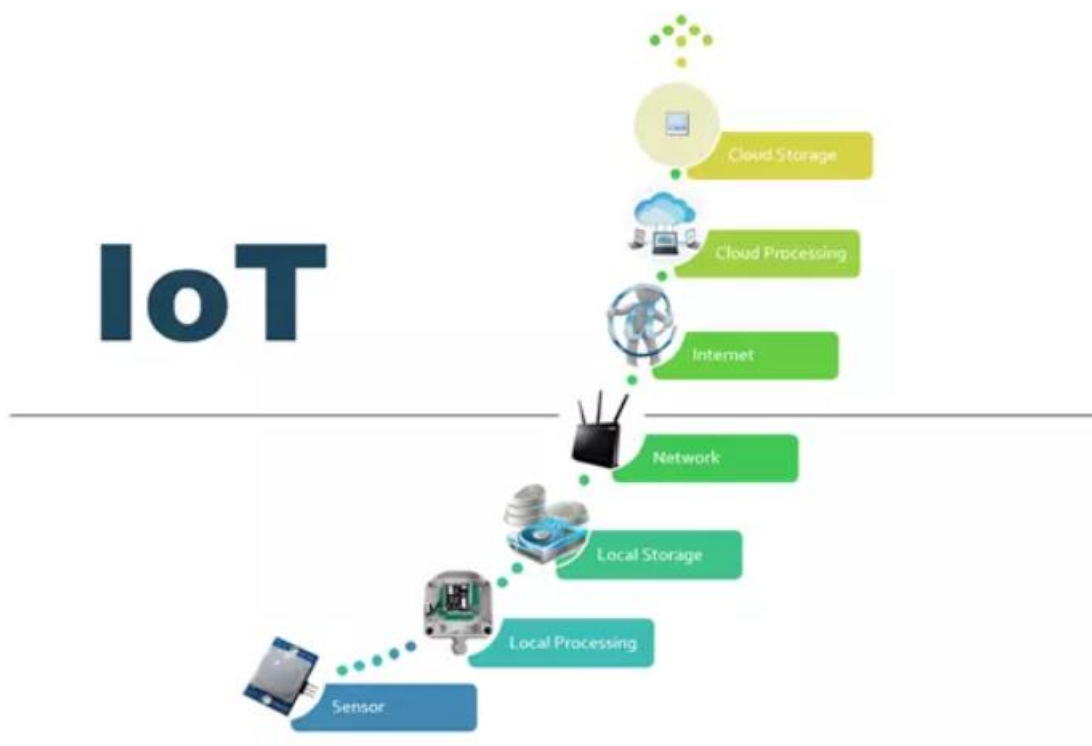 Cloud Storage
Cloud Processing
IoT
Internet
Network
Local Storage
Local Processing
Sensor